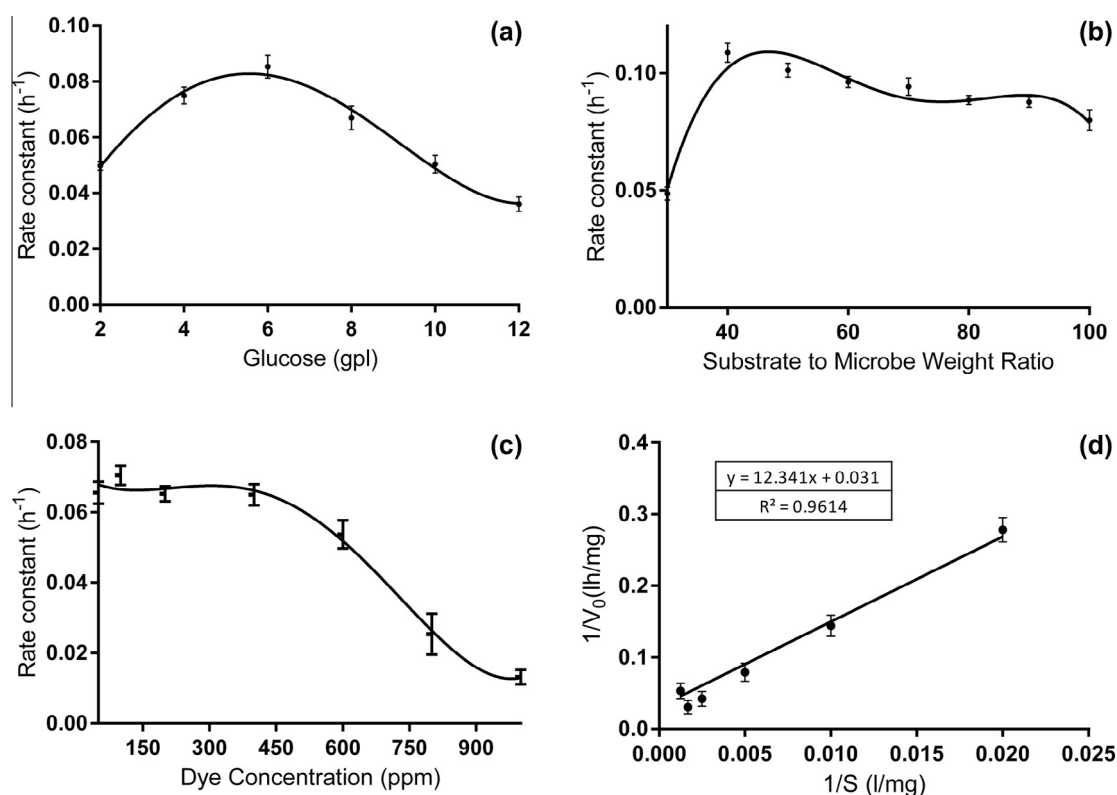 (a)
0.10
0.08
0.06
0.04
0.02
0.00
Rate constant (h⁻¹)
2 4 6 8 10 12
Glucose (gpl)
(b)
0.10
0.05
0.00
Rate constant (h⁻¹)
40 60 80 100
Substrate to Microbe Weight Ratio
(c)
0.08
0.06
0.04
0.02
0.00
Rate constant (h⁻¹)
150 300 450 600 750 900
Dye Concentration (ppm)
(d)
0.4
0.3
0.2
0.1
0.0
1/V₀(lh/mg)
y = 12.341x + 0.031
R² = 0.9614
0.000 0.005 0.010 0.015 0.020 0.025
1/S (l/mg)